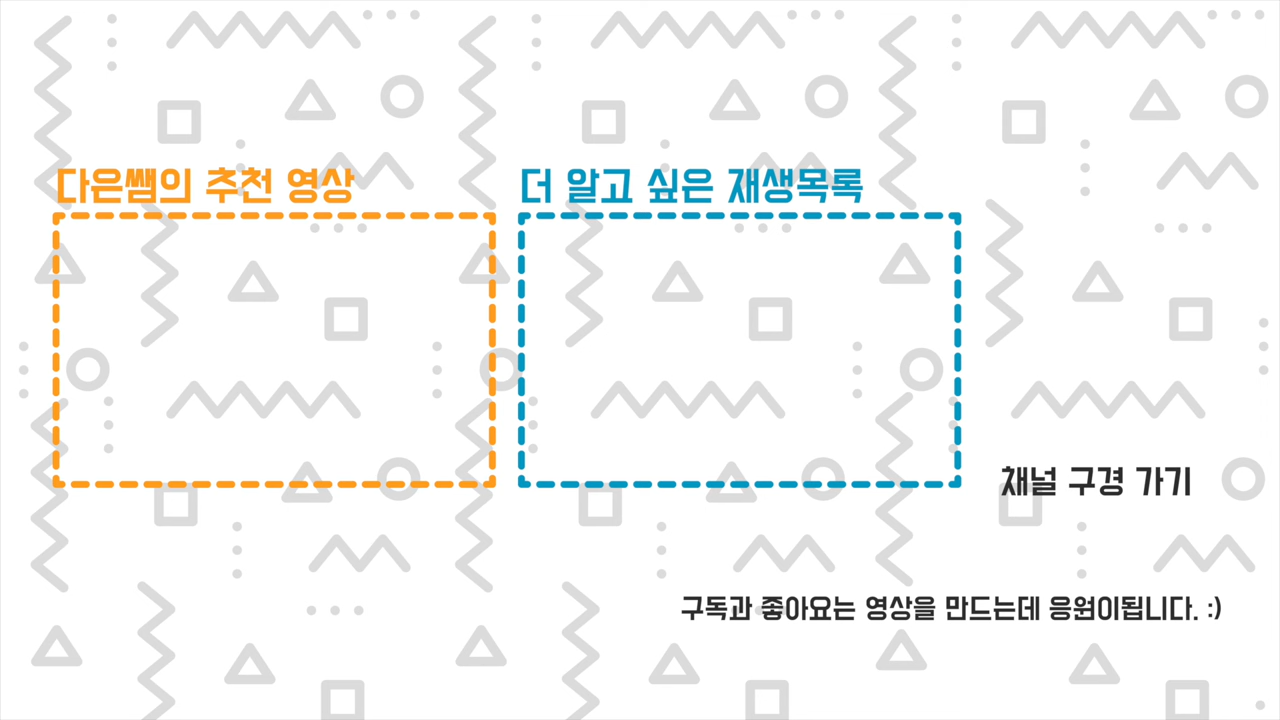 다은쌤의 추천 영상
더 알고 싶은 재생목록
채널 구경 가기
구독과 좋아요는 영상을 만드는데 응원이됩니다. :)